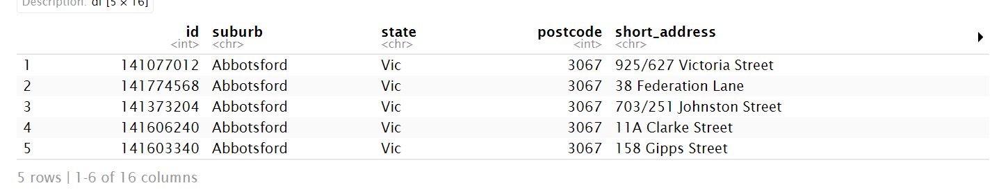 Description: df [5 × 16]
id suburb state postcode short_address
<int> <chr> <chr> <int> <chr>
1 141077012 Abbotsford Vic 3067 925/627 Victoria Street
2 141774568 Abbotsford Vic 3067 38 Federation Lane
3 141373204 Abbotsford Vic 3067 703/251 Johnston Street
4 141606240 Abbotsford Vic 3067 11A Clarke Street
5 141603340 Abbotsford Vic 3067 158 Gipps Street
5 rows | 1-6 of 16 columns